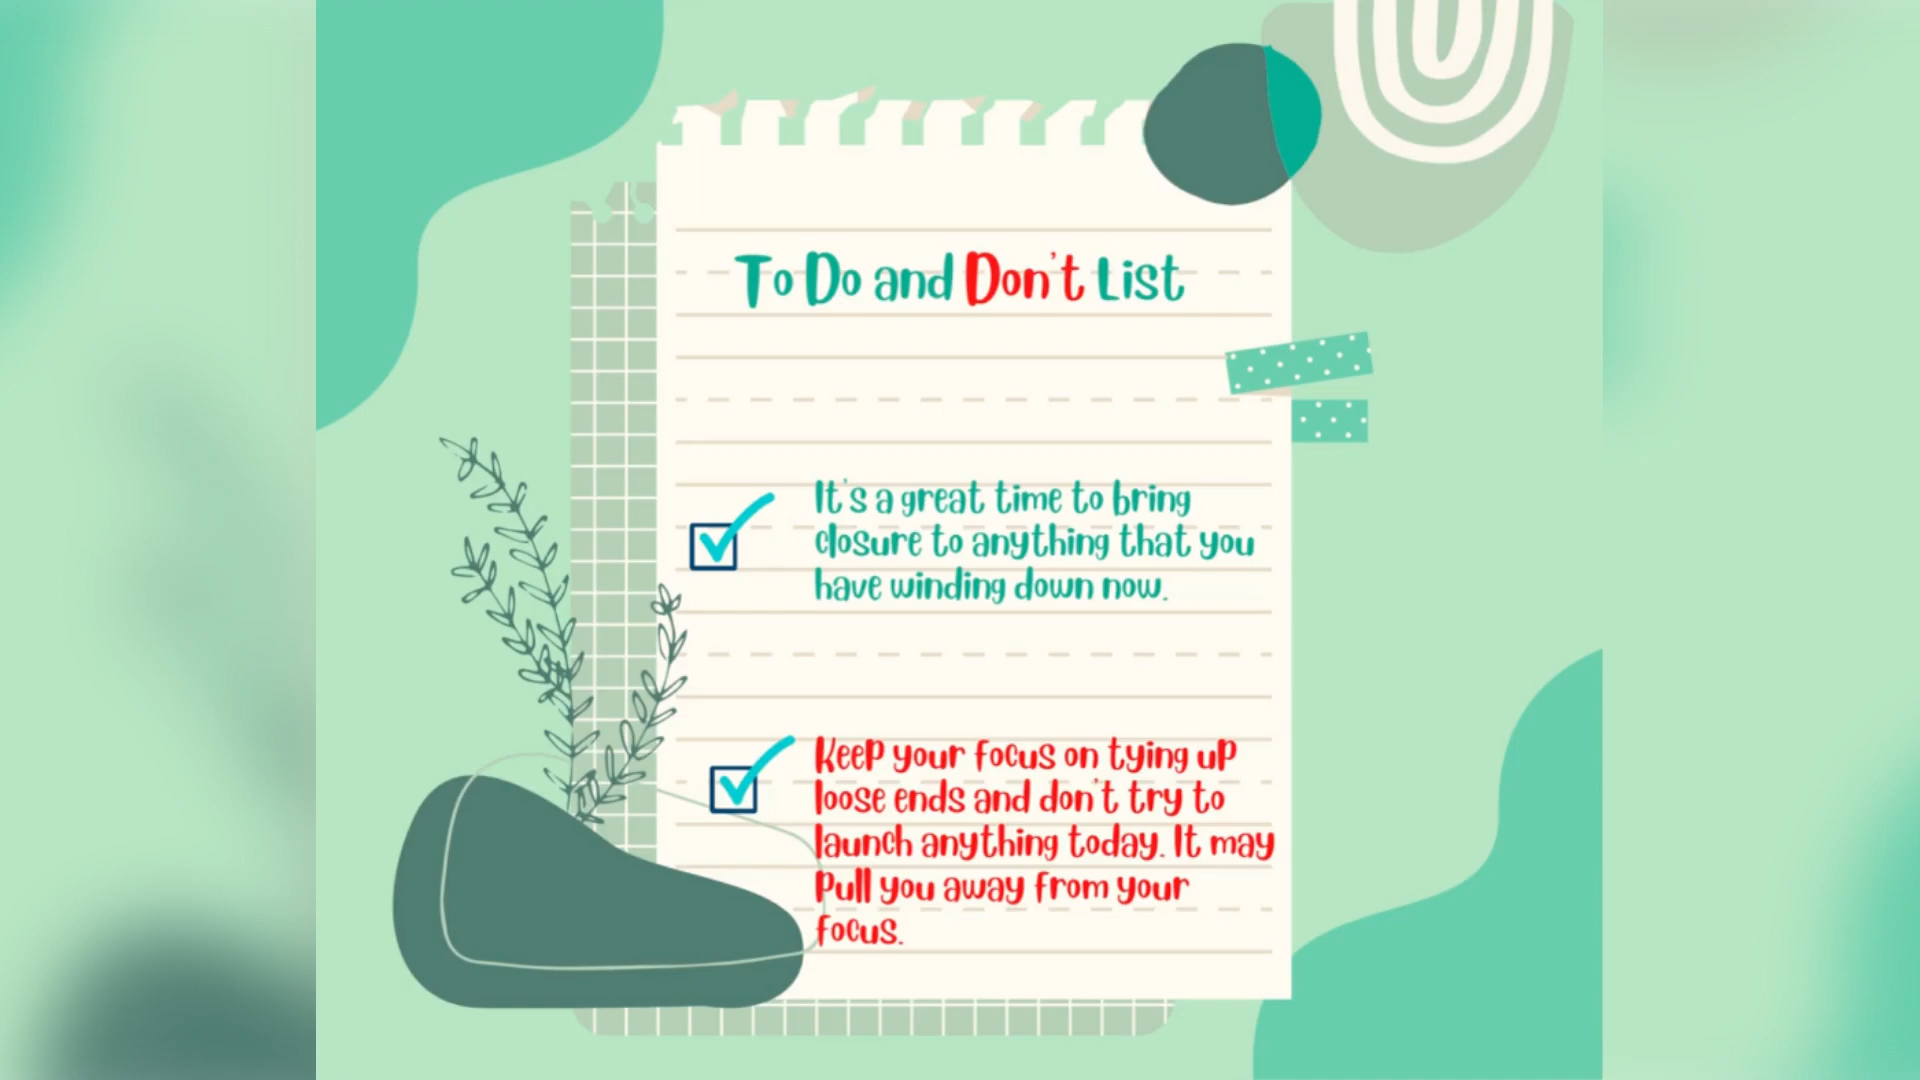 To Do and Don't List
It's a great time to bring
closure to anything that you
have winding down now.
Keep your focus on tying up
loose ends and don't try to
launch anything today. It may
pull you away from your
focus.